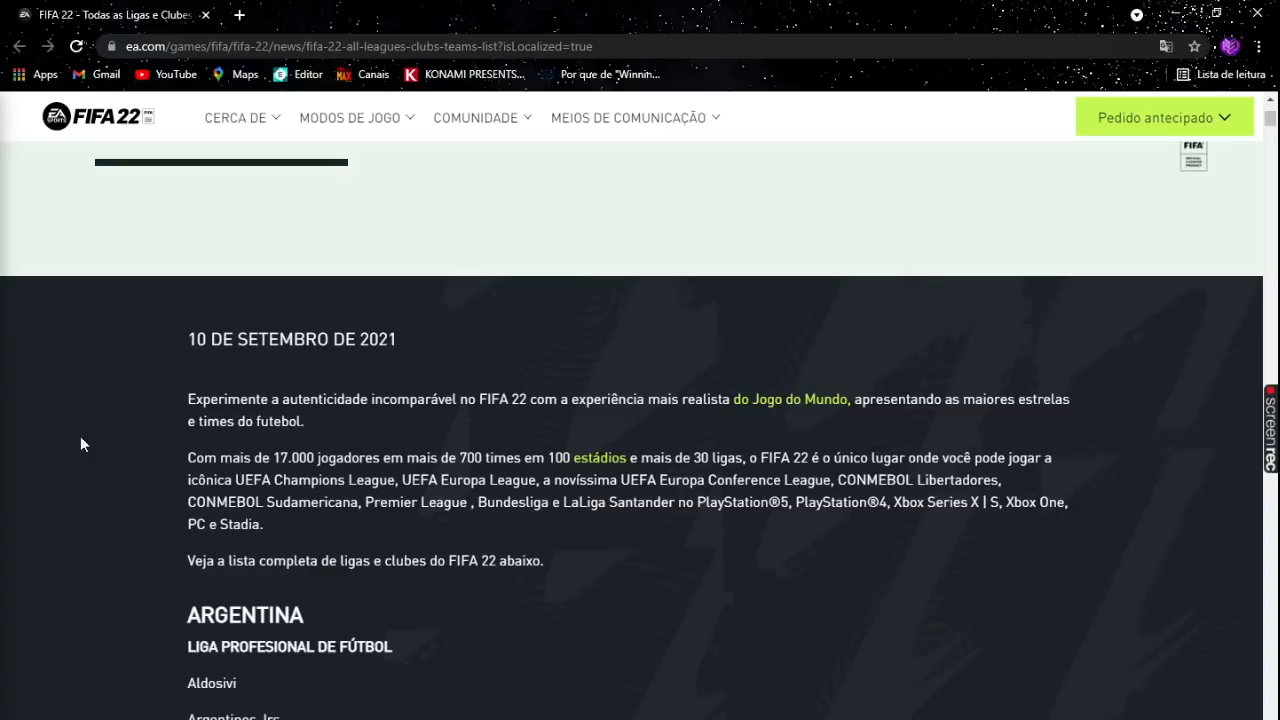 FIFA 22 - Todas as Ligas e Clubes
ea.com/games/fifa/fifa-22/news/fifa-22-all-leagues-clubs-teams-list?isLocalized=true
Apps Gmail YouTube Maps Editor Canais KONAMI PRESENTS... Por que de "Winnin... Lista de leitura
EA SPORTS FIFA 22 CERCA DE MODOS DE JOGO COMUNIDADE MEIOS DE COMUNICAÇÃO Pedido antecipado
FIFA
10 DE SETEMBRO DE 2021
Experimente a autenticidade incomparável no FIFA 22 com a experiência mais realista do Jogo do Mundo, apresentando as maiores estrelas
e times do futebol.
Com mais de 17.000 jogadores em mais de 700 times em 100 estádios e mais de 30 ligas, o FIFA 22 é o único lugar onde você pode jogar a
icônica UEFA Champions League, UEFA Europa League, a novíssima UEFA Europa Conference League, CONMEBOL Libertadores,
CONMEBOL Sudamericana, Premier League , Bundesliga e LaLiga Santander no PlayStation®5, PlayStation®4, Xbox Series X | S, Xbox One,
PC e Stadia.
Veja a lista completa de ligas e clubes do FIFA 22 abaixo.
ARGENTINA
LIGA PROFESIONAL DE FÚTBOL
Aldosivi
Argentinos Jrs
screenrec